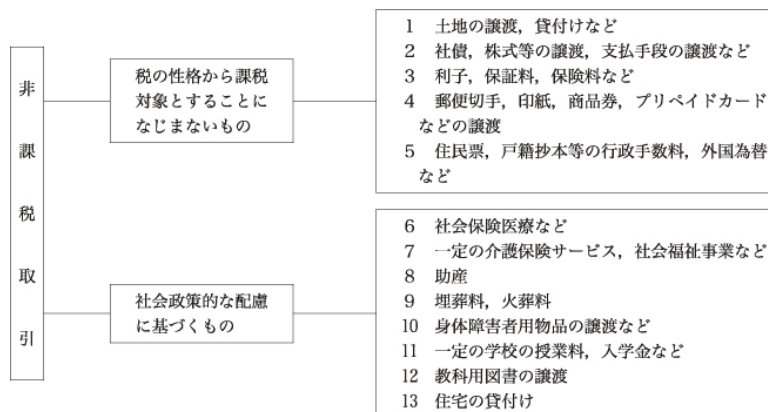 非課税取引
税の性格から課税
対象とすることに
なじまないもの
1 土地の譲渡,貸付けなど
2 社債,株式等の譲渡,支払手段の譲渡など
3 利子,保証料,保険料など
4 郵便切手,印紙,商品券,プリペイドカード
などの譲渡
5 住民票,戸籍抄本等の行政手数料,外国為替
など
社会政策的な配慮
に基づくもの
6 社会保険医療など
7 一定の介護保険サービス,社会福祉事業など
8 助産
9 埋葬料,火葬料
10 身体障害者用物品の譲渡など
11 一定の学校の授業料,入学金など
12 教科用図書の譲渡
13 住宅の貸付け